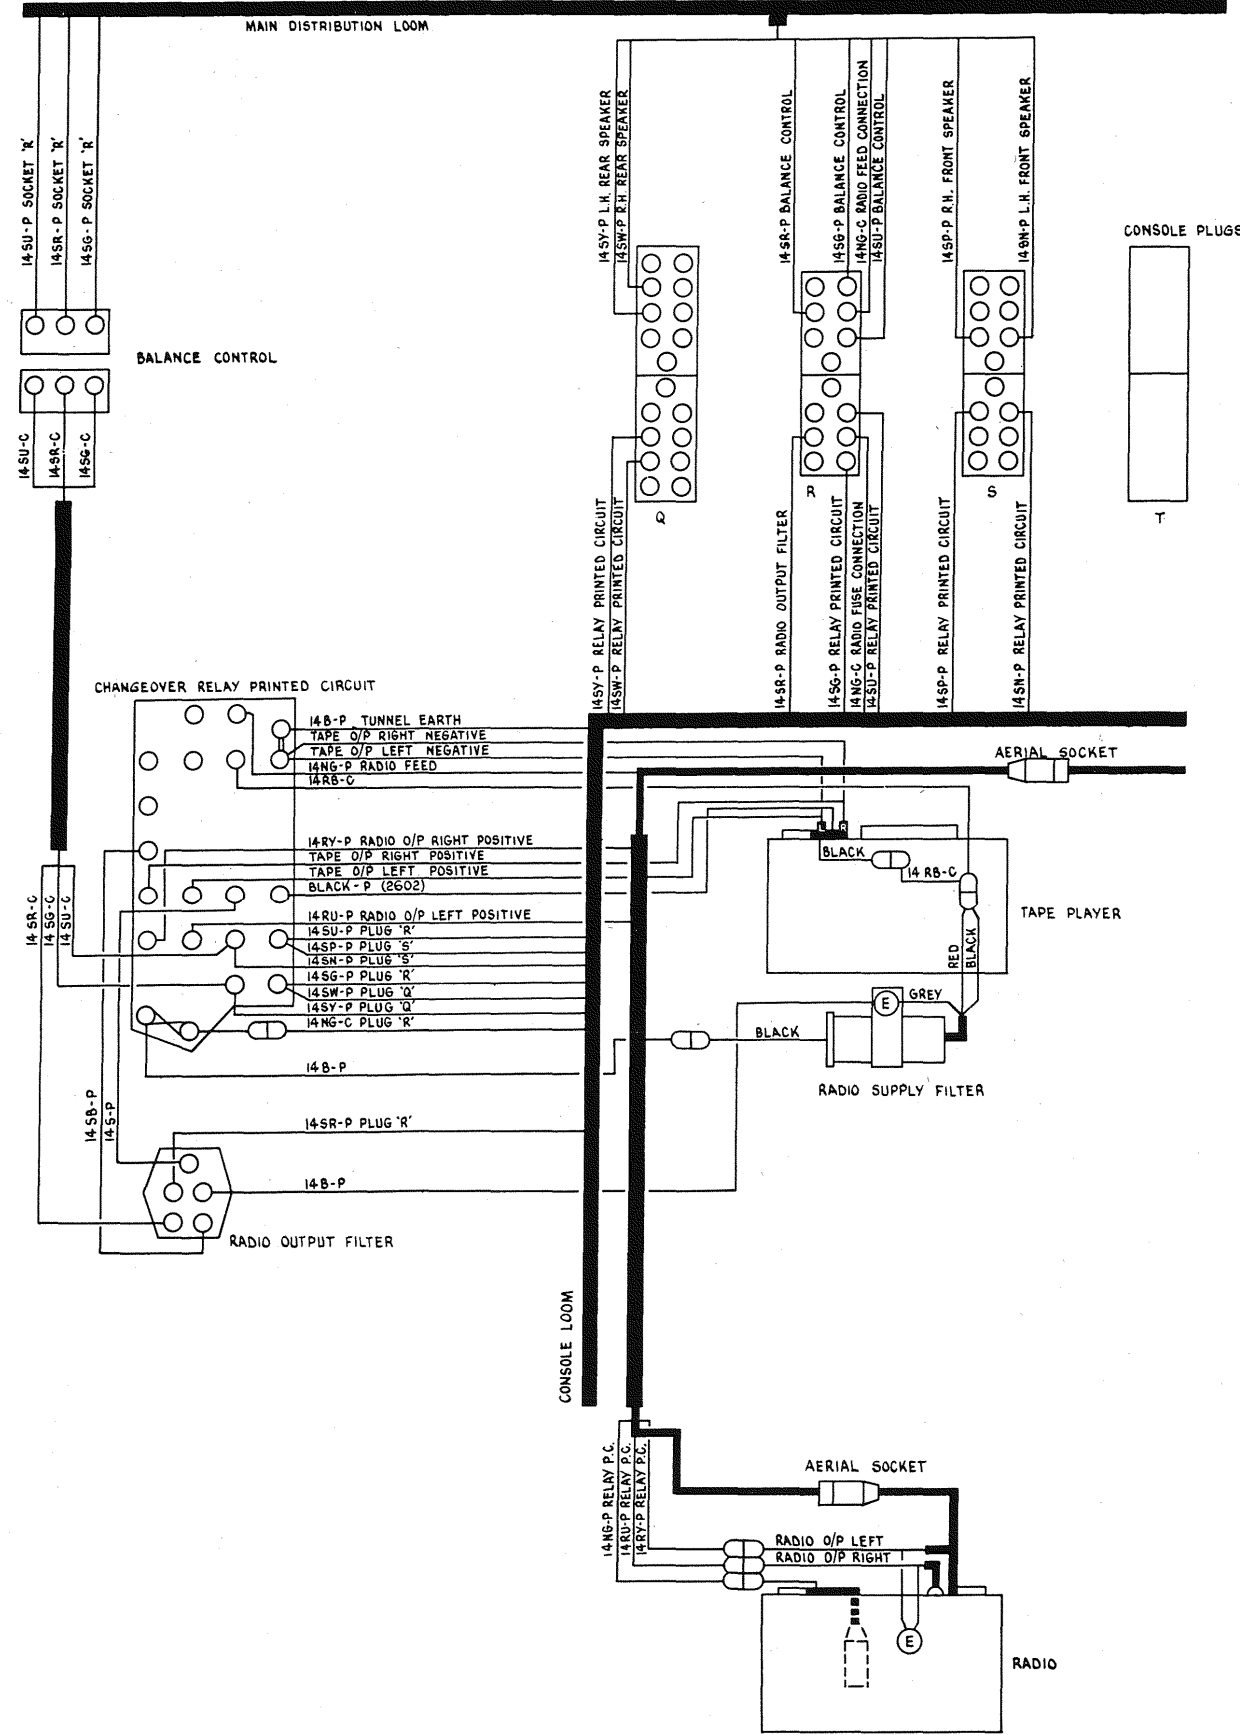 MAIN DISTRIBUTION LOOM
14SU-P SOCKET 'R'
14SR-P SOCKET 'R'
14SG-P SOCKET 'R'
14SY-P L.H. REAR SPEAKER
14SW-P R.H. REAR SPEAKER
14SR-P BALANCE CONTROL
14SG-P BALANCE CONTROL
14NG-C RADIO FEED CONNECTION
14SU-P BALANCE CONTROL
14SP-P R.H. FRONT SPEAKER
14SN-P L.H. FRONT SPEAKER
CONSOLE PLUGS
BALANCE CONTROL
14SU-C
14SR-C
14SG-C
Q
R
S
T
14SY-P RELAY PRINTED CIRCUIT
14SW-P RELAY PRINTED CIRCUIT
14SR-P RADIO OUTPUT FILTER
14SG-P RELAY PRINTED CIRCUIT
14NG-C RADIO FUSE CONNECTION
14SU-P RELAY PRINTED CIRCUIT
14SP-P RELAY PRINTED CIRCUIT
14SN-P RELAY PRINTED CIRCUIT
CHANGEOVER RELAY PRINTED CIRCUIT
14B-P TUNNEL EARTH
TAPE O/P RIGHT NEGATIVE
TAPE O/P LEFT NEGATIVE
14NG-P RADIO FEED
14RB-C
AERIAL SOCKET
14RY-P RADIO O/P RIGHT POSITIVE
TAPE O/P RIGHT POSITIVE
TAPE O/P LEFT POSITIVE
BLACK-P (2602)
BLACK
14 RB-C
TAPE PLAYER
14SR-C
14SG-C
14SU-C
14RU-P RADIO O/P LEFT POSITIVE
14SU-P PLUG 'R'
14SP-P PLUG 'S'
14SN-P PLUG 'S'
14SG-P PLUG 'R'
14SW-P PLUG 'Q'
14SY-P PLUG 'Q'
14NG-C PLUG 'R'
RED
BLACK
E
GREY
BLACK
RADIO SUPPLY FILTER
14B-P
14SB-P
14S-P
14SR-P PLUG 'R'
14B-P
RADIO OUTPUT FILTER
CONSOLE LOOM
14NG-P RELAY P.C.
14RU-P RELAY P.C.
14RY-P RELAY P.C.
AERIAL SOCKET
RADIO O/P LEFT
RADIO O/P RIGHT
E
RADIO